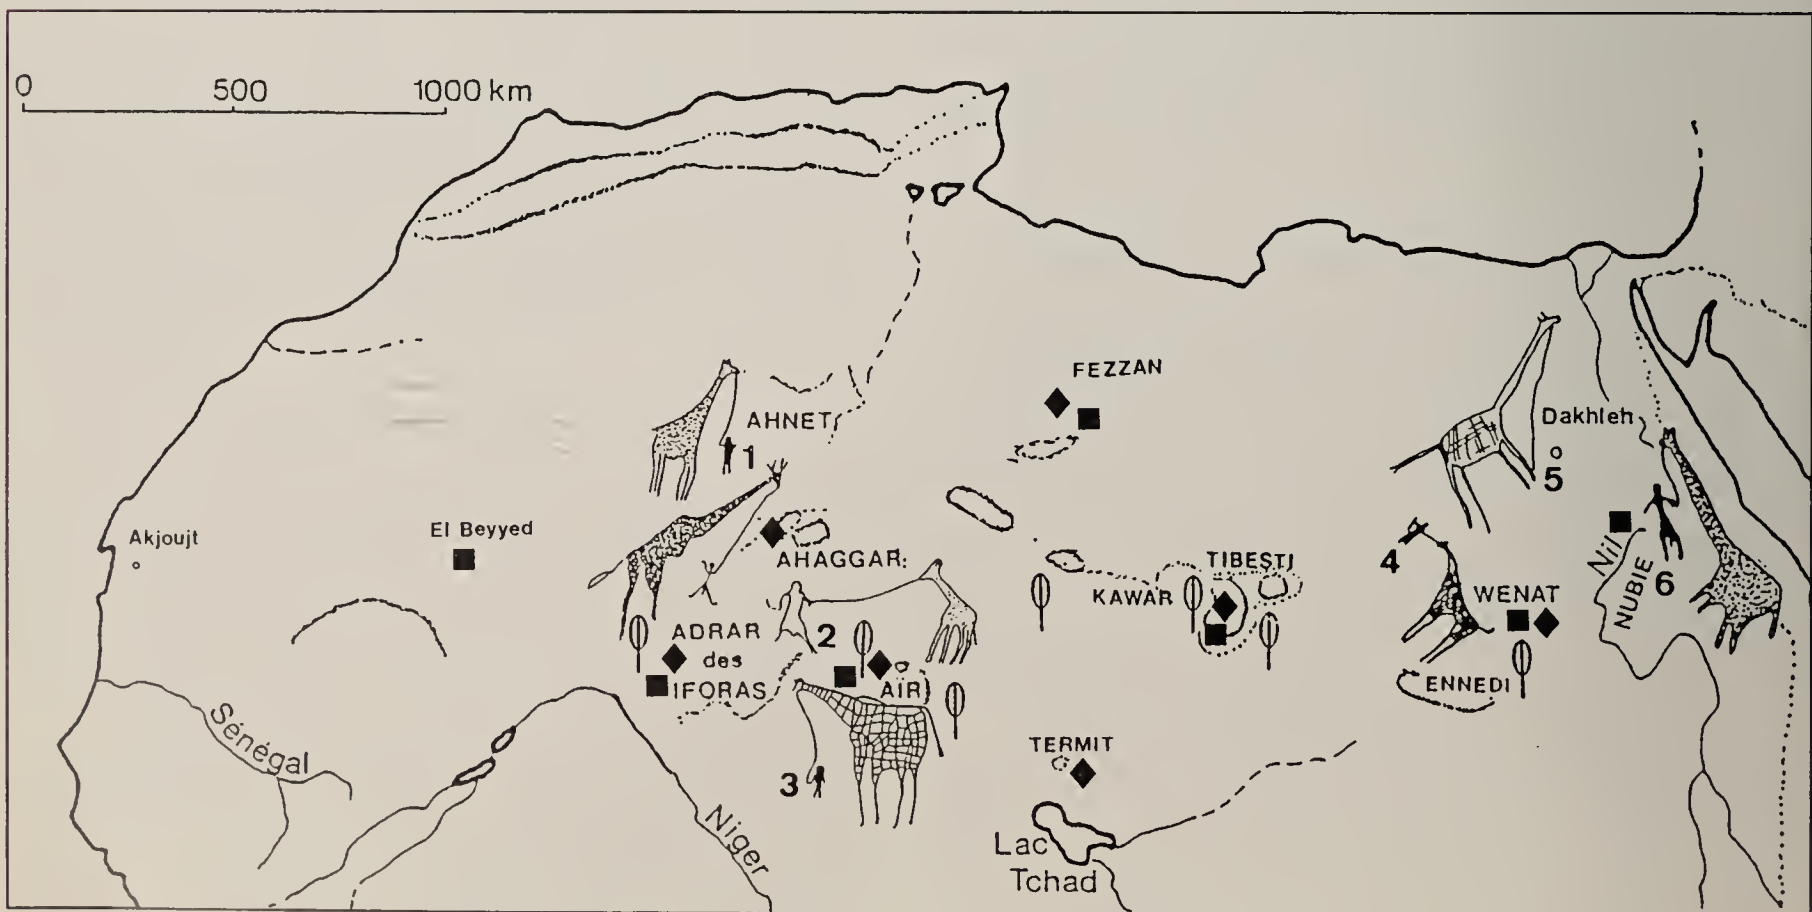 0 500 1000 km
FEZZAN
AHNET
1
Dakhleh
5
Akjoujt
El Beyyed
AHAGGAR
TIBESTI
4
KAWAR
WENAT
Nil
NUBIE
6
ADRAR
des
IFORAS
2
AIR
ENNEDI
Sénégal
TERMIT
3
Niger
Lac
Tchad